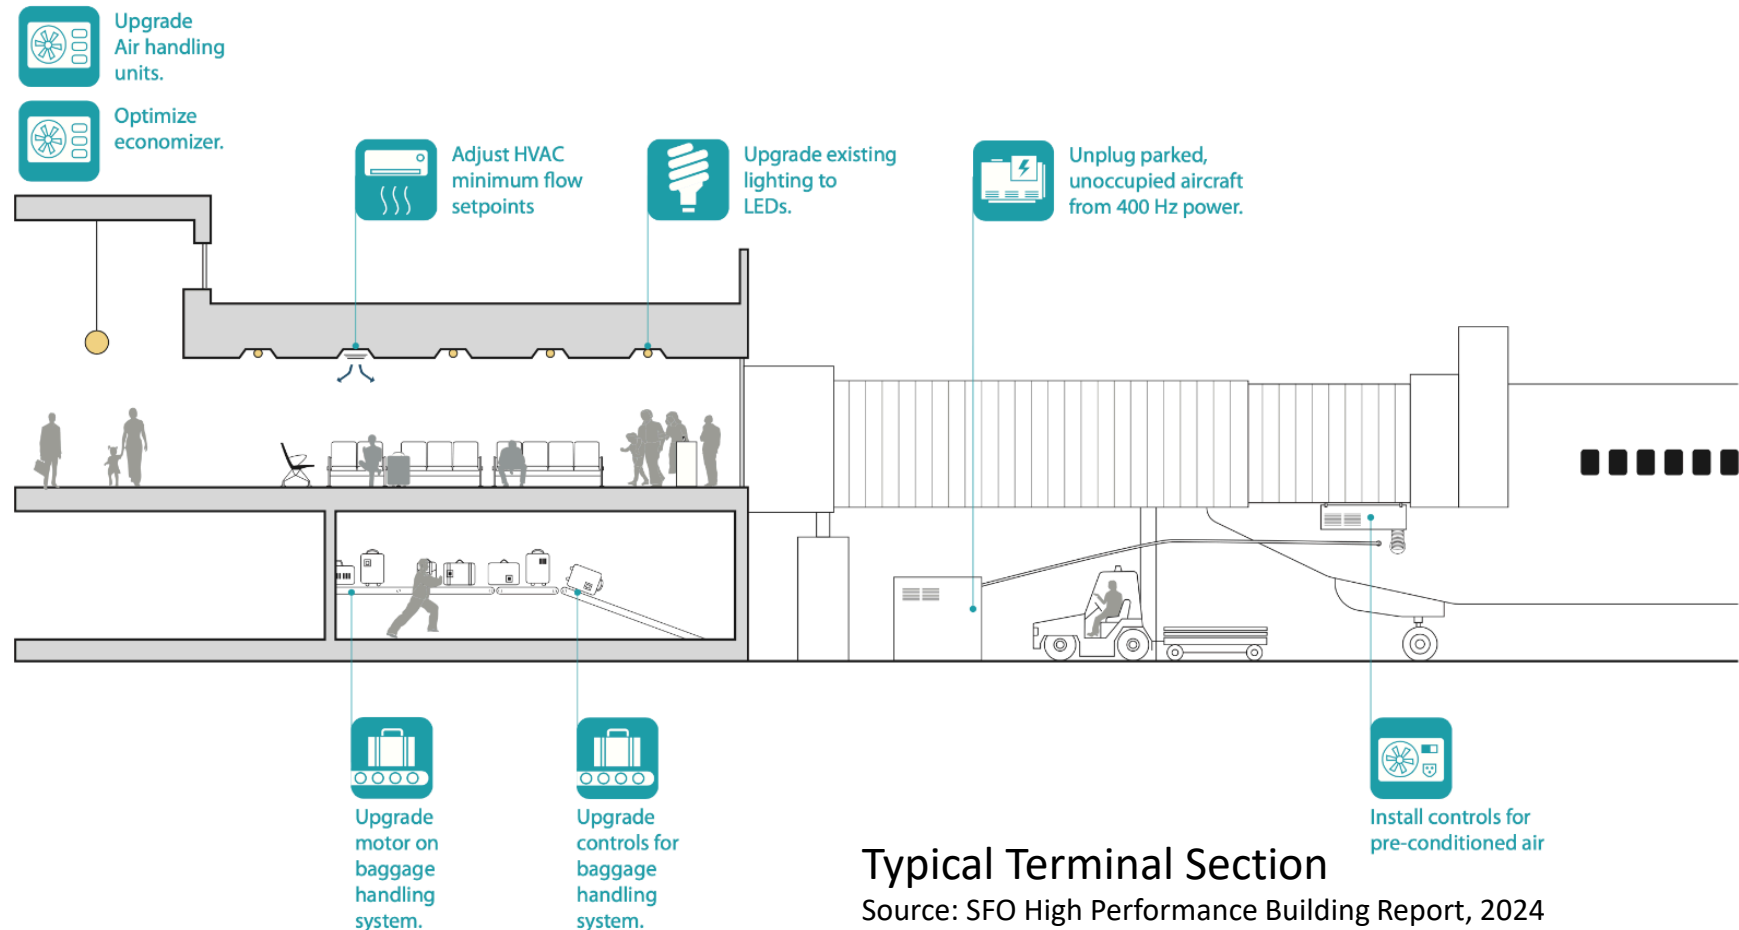 Upgrade
Air handling
units.
Optimize
economizer.
Adjust HVAC
minimum flow
setpoints
Upgrade existing
lighting to
LEDs.
Unplug parked,
unoccupied aircraft
from 400 Hz power.
Upgrade
motor on
baggage
handling
system.
Upgrade
controls for
baggage
handling
system.
Install controls for
pre-conditioned air
Typical Terminal Section
Source: SFO High Performance Building Report, 2024